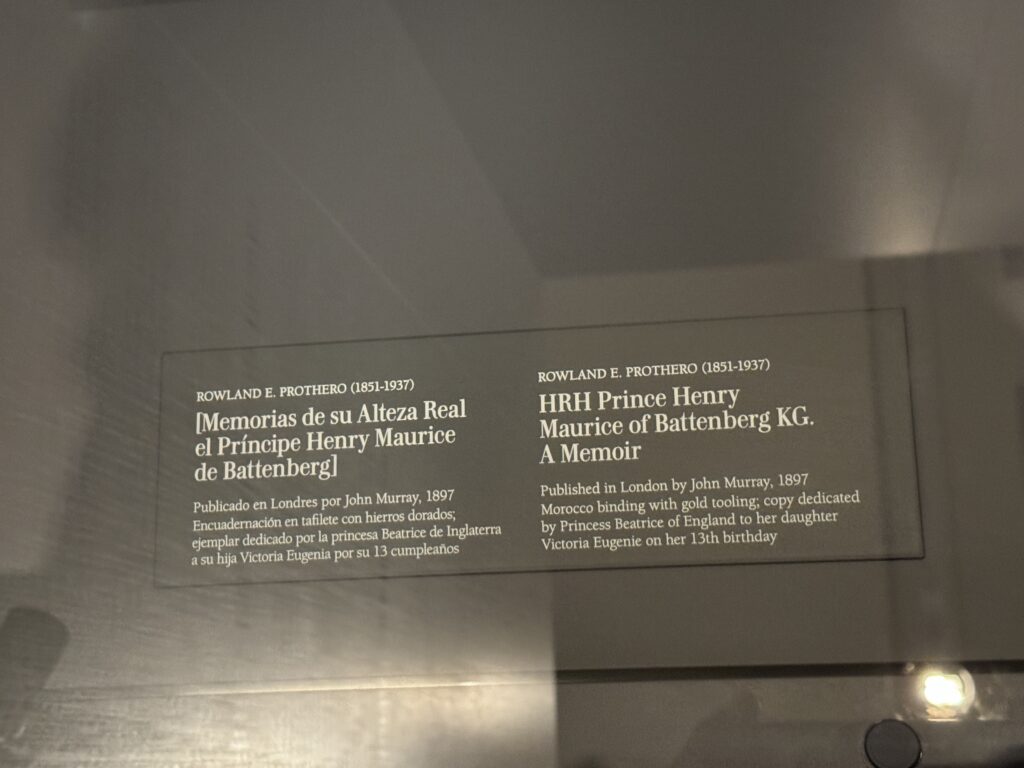 ROWLAND E. PROTHERO (1851-1937)
[Memorias de su Alteza Real
el Príncipe Henry Maurice
de Battenberg]
Publicado en Londres por John Murray, 1897
Encuadernación en tafilete con hierros dorados;
ejemplar dedicado por la princesa Beatrice de Inglaterra
a su hija Victoria Eugenia por su 13 cumpleaños
ROWLAND E. PROTHERO (1851-1937)
HRH Prince Henry
Maurice of Battenberg KG.
A Memoir
Published in London by John Murray, 1897
Morocco binding with gold tooling; copy dedicated
by Princess Beatrice of England to her daughter
Victoria Eugenie on her 13th birthday